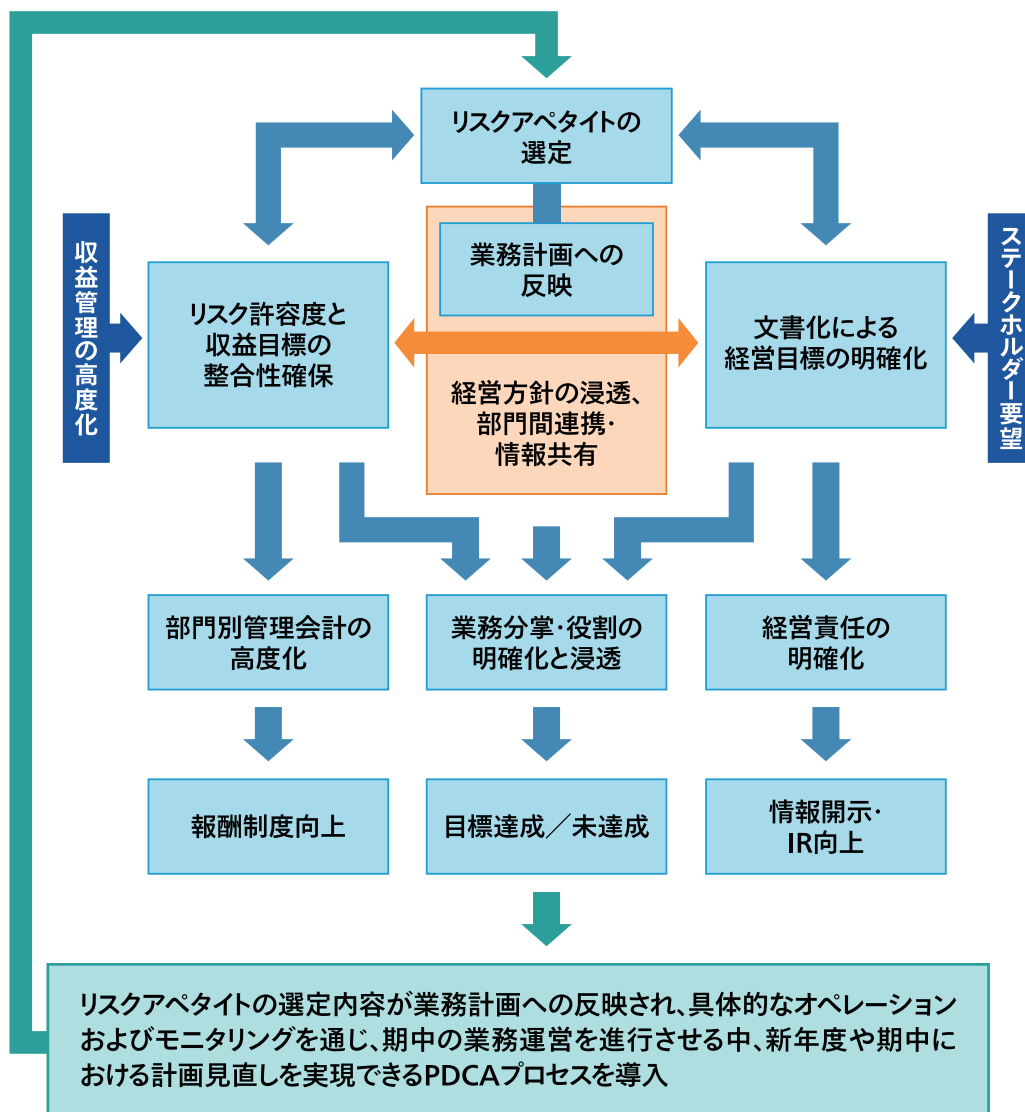 リスクアペタイトの
選定
業務計画への
反映
収益管理の高度化
リスク許容度と
収益目標の
整合性確保
文書化による
経営目標の明確化
ステークホルダー要望
経営方針の浸透、
部門間連携・
情報共有
部門別管理会計の
高度化
業務分掌・役割の
明確化と浸透
経営責任の
明確化
報酬制度向上
目標達成／未達成
情報開示・
IR向上
リスクアペタイトの選定内容が業務計画への反映され、具体的なオペレーション
およびモニタリングを通じ、期中の業務運営を進行させる中、新年度や期中に
おける計画見直しを実現できるPDCAプロセスを導入